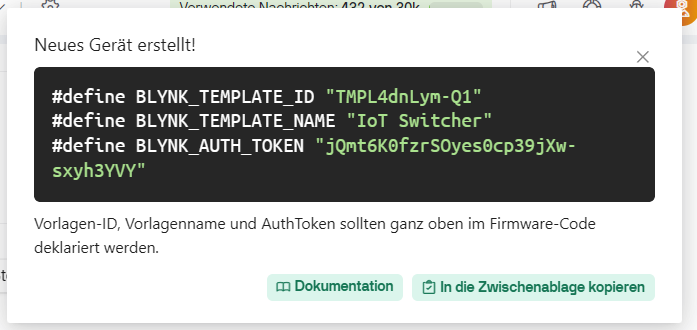 Verwendete Nachrichten: 432 von 30k
Neues Gerät erstellt!
#define BLYNK_TEMPLATE_ID "TMPL4dnLym-Q1"
#define BLYNK_TEMPLATE_NAME "IoT Switcher"
#define BLYNK_AUTH_TOKEN "jQmt6K0fzrSOyes0cp39jXw-
sxyh3YVY"
Vorlagen-ID, Vorlagenname und AuthToken sollten ganz oben im Firmware-Code
deklariert werden.
Dokumentation
In die Zwischenablage kopieren